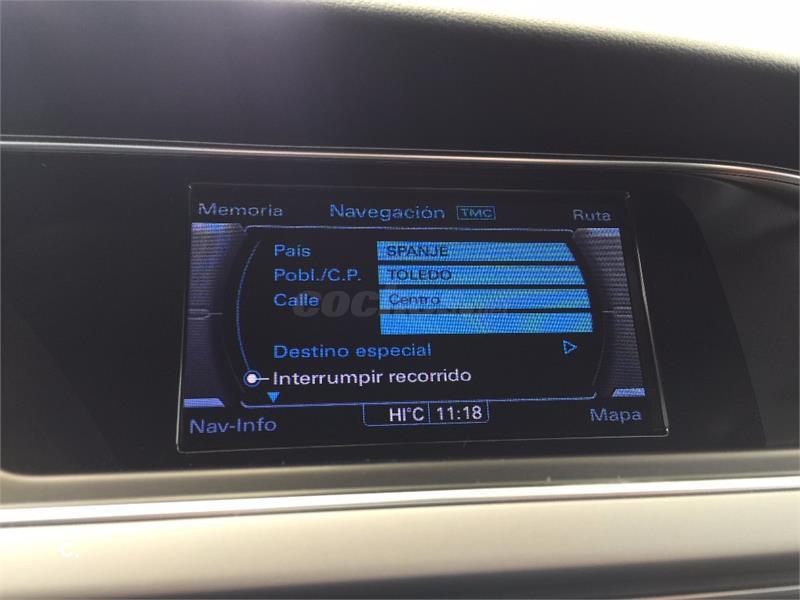 Memoria Navegación TMC Ruta
País SPANJE
Pobl./C.P. TOLEDO
Calle Centro
Destino especial
Interrumpir recorrido
Nav-Info HI°C 11:18 Mapa